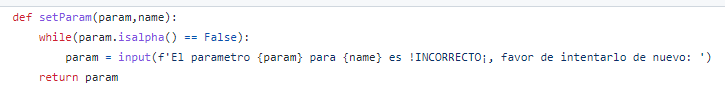 def setParam(param,name):
while(param.isalpha() == False):
param = input(f'El parametro {param} para {name} es !INCORRECTO¡, favor de intentarlo de nuevo: ')
return param